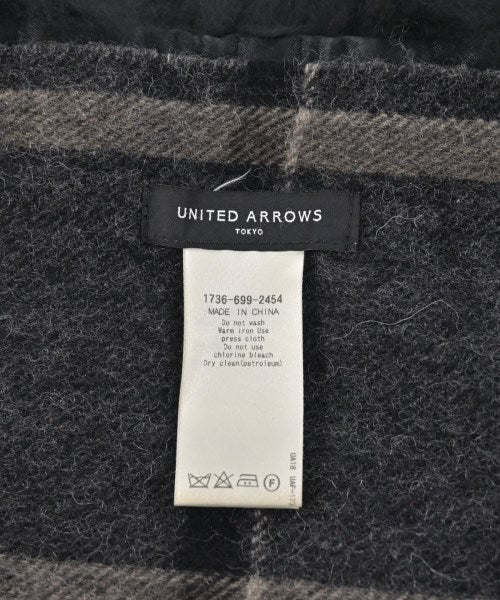 UNITED ARROWS
TOKYO
1736-699-2454
MADE IN CHINA
Do not wash
Warm iron Use
press cloth
Do not use
chlorine bleach
Dry clean(petroleum)
F
UA18